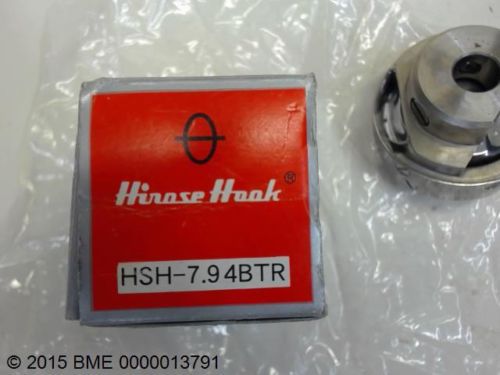 Hirose Hook ®
HSH-7.94BTR
© 2015 BME 0000013791